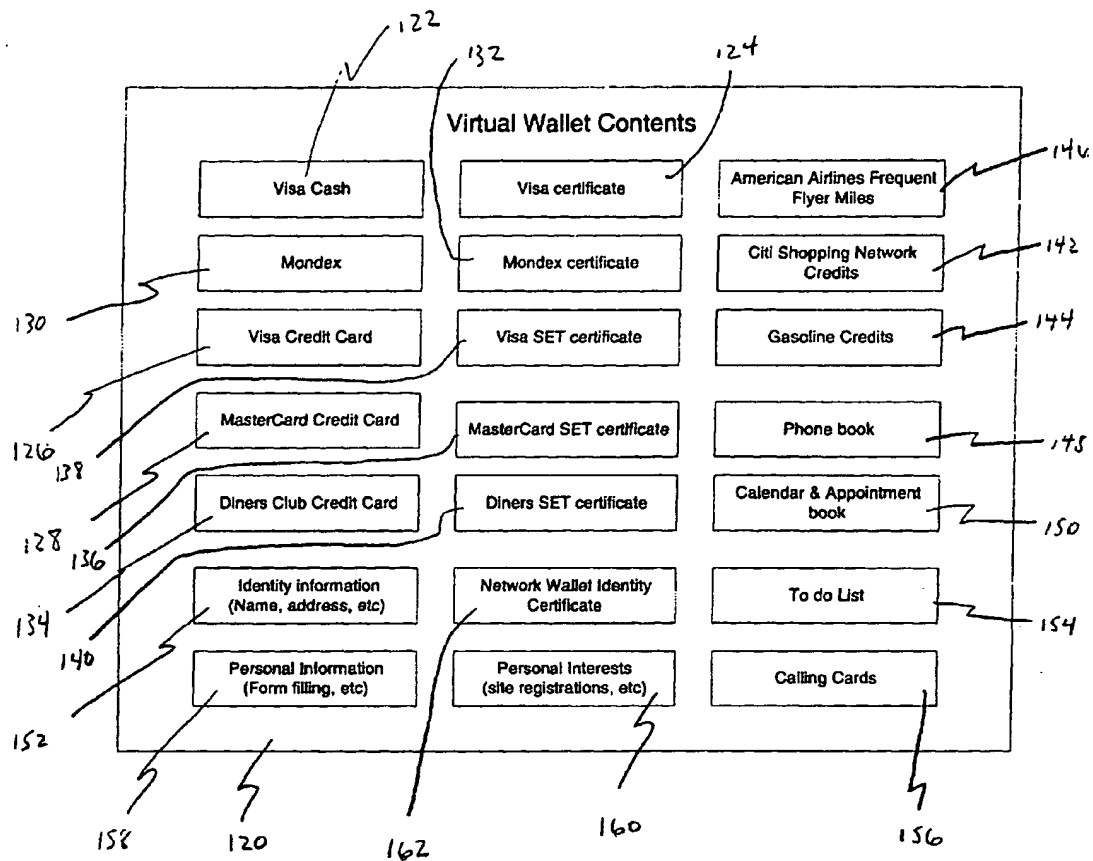 122
132
124
Virtual Wallet Contents
Visa Cash
Visa certificate
American Airlines Frequent
Flyer Miles
146
Mondex
Mondex certificate
Citi Shopping Network
Credits
142
130
Visa Credit Card
Visa SET certificate
Gasoline Credits
144
MasterCard Credit Card
MasterCard SET certificate
Phone book
126
138
148
Diners Club Credit Card
Diners SET certificate
Calendar & Appointment
book
128
136
150
Identity information
(Name, address, etc)
Network Wallet Identity
Certificate
To do List
134
154
140
Personal Information
(Form filling, etc)
Personal Interests
(site registrations, etc)
Calling Cards
152
158
120
162
160
156